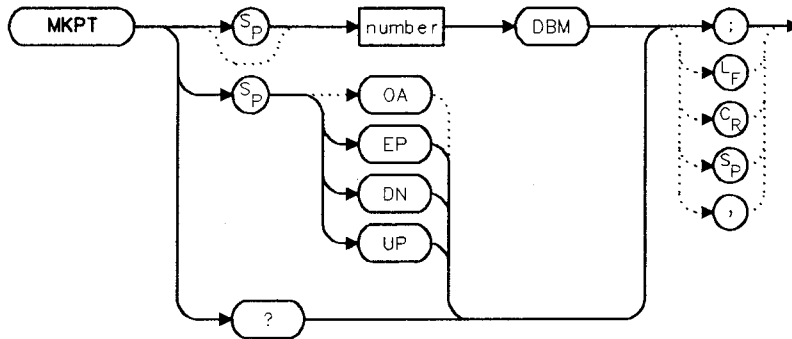 MKPT
SP
number
DBM
;
SP
OA
LF
EP
CR
DN
SP
UP
,
?